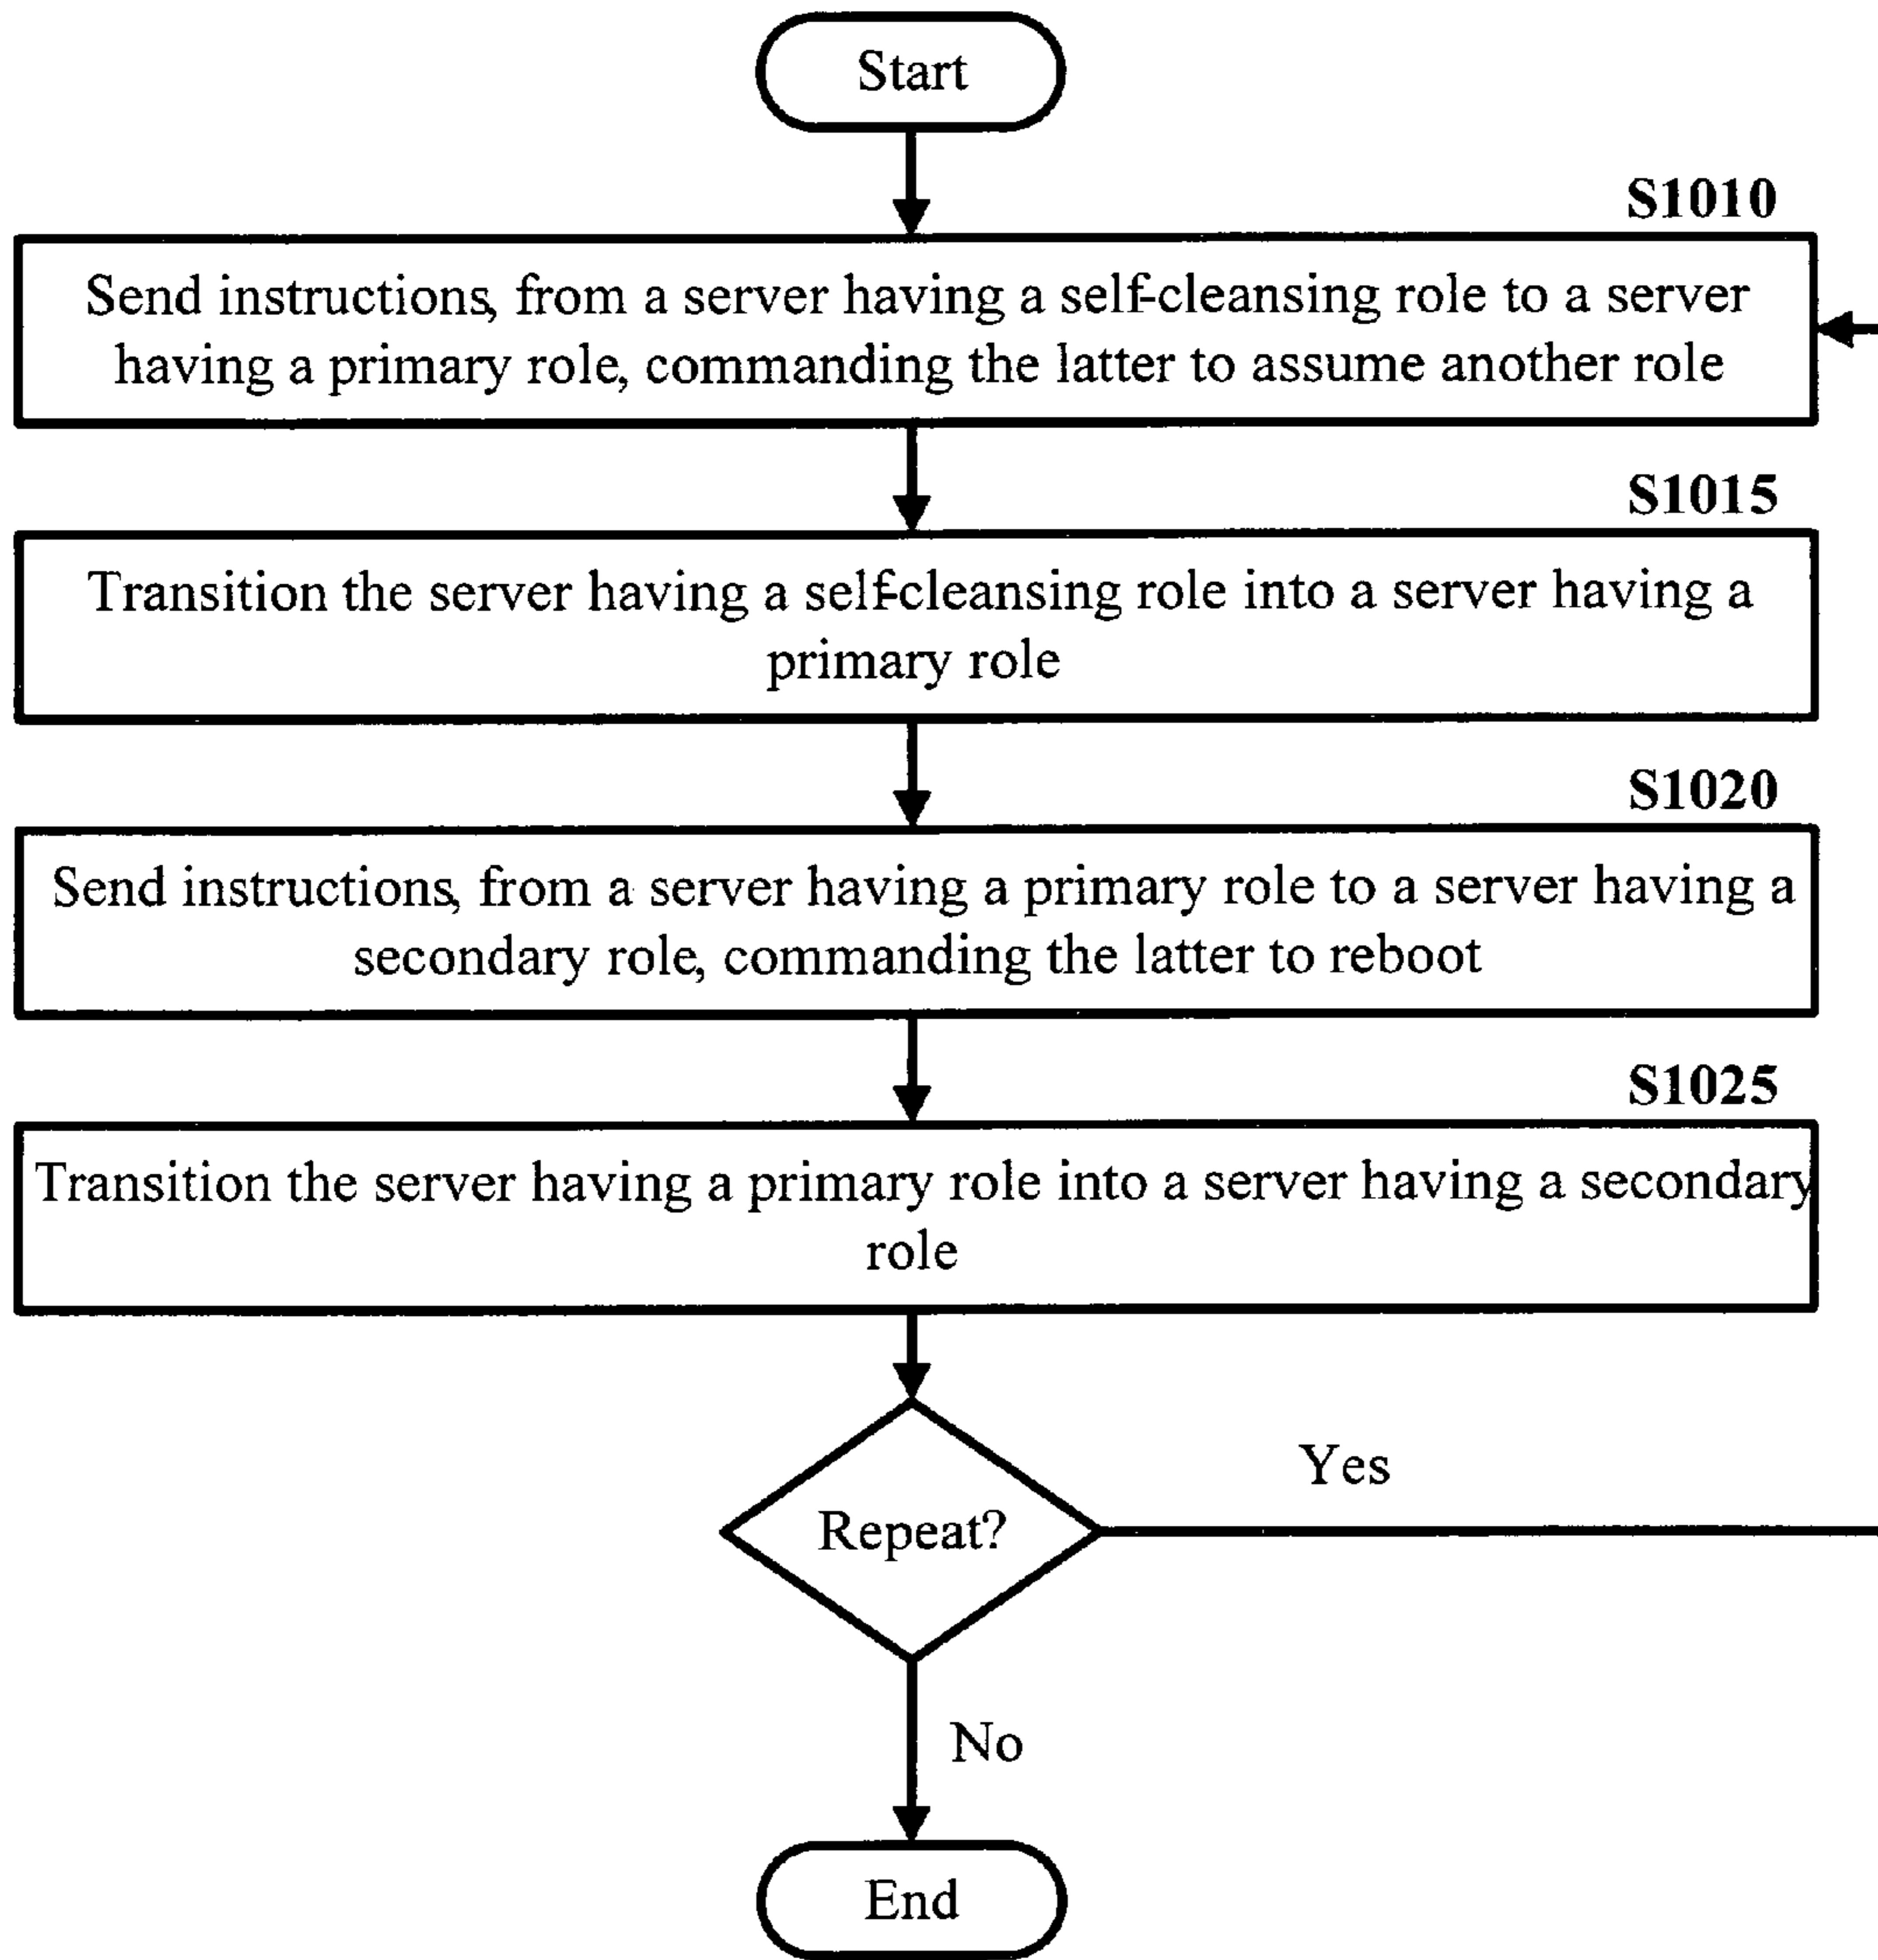 Start
S1010
Send instructions, from a server having a self-cleansing role to a server
having a primary role, commanding the latter to assume another role
S1015
Transition the server having a self-cleansing role into a server having a
primary role
S1020
Send instructions, from a server having a primary role to a server having a
secondary role, commanding the latter to reboot
S1025
Transition the server having a primary role into a server having a secondary
role
Yes
Repeat?
No
End